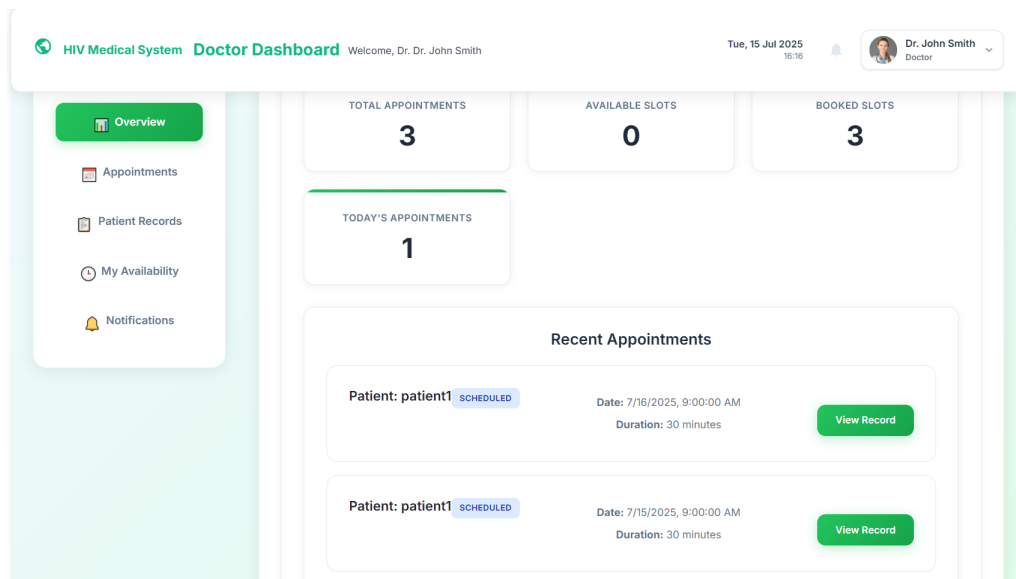 HIV Medical System Doctor Dashboard Welcome, Dr. Dr. John Smith
Tue, 15 Jul 2025
16:16
Dr. John Smith
Doctor
Overview
Appointments
Patient Records
My Availability
Notifications
TOTAL APPOINTMENTS
3
AVAILABLE SLOTS
0
BOOKED SLOTS
3
TODAY'S APPOINTMENTS
1
Recent Appointments
Patient: patient1 SCHEDULED
Date: 7/16/2025, 9:00:00 AM
Duration: 30 minutes
View Record
Patient: patient1 SCHEDULED
Date: 7/15/2025, 9:00:00 AM
Duration: 30 minutes
View Record